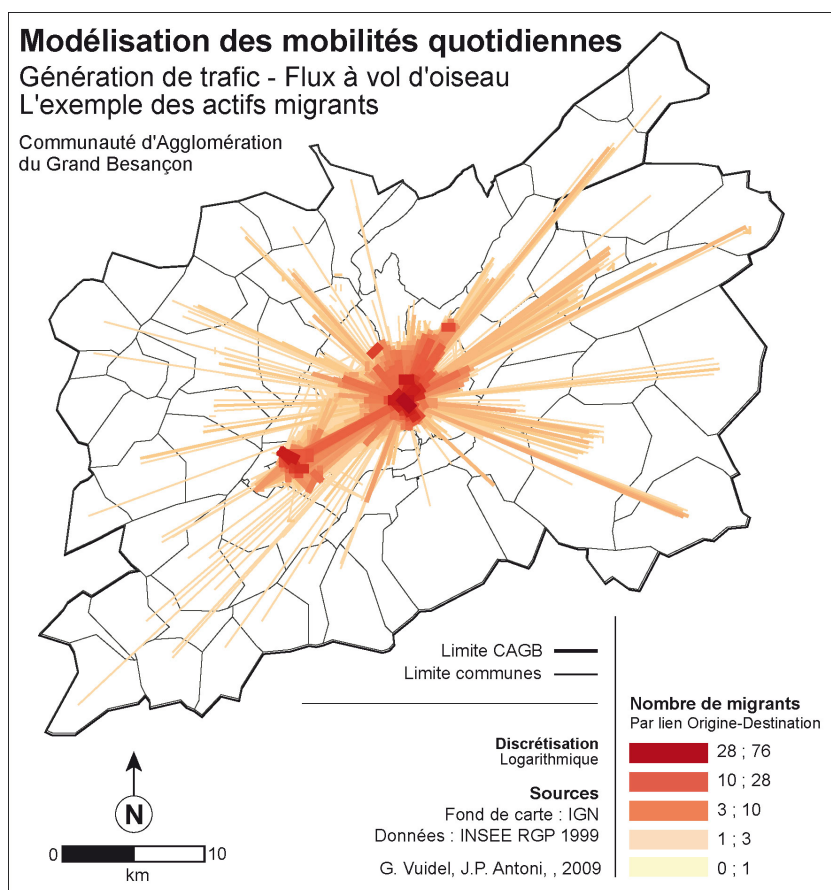 Modélisation des mobilités quotidiennes
Génération de trafic - Flux à vol d'oiseau
L'exemple des actifs migrants
Communauté d'Agglomération
du Grand Besançon
Limite CAGB
Limite communes
Discrétisation
Logarithmique
Sources
Fond de carte : IGN
Données : INSEE RGP 1999
G. Vuidel, J.P. Antoni, , 2009
Nombre de migrants
Par lien Origine-Destination
28 ; 76
10 ; 28
3 ; 10
1 ; 3
0 ; 1
N
0 10
km